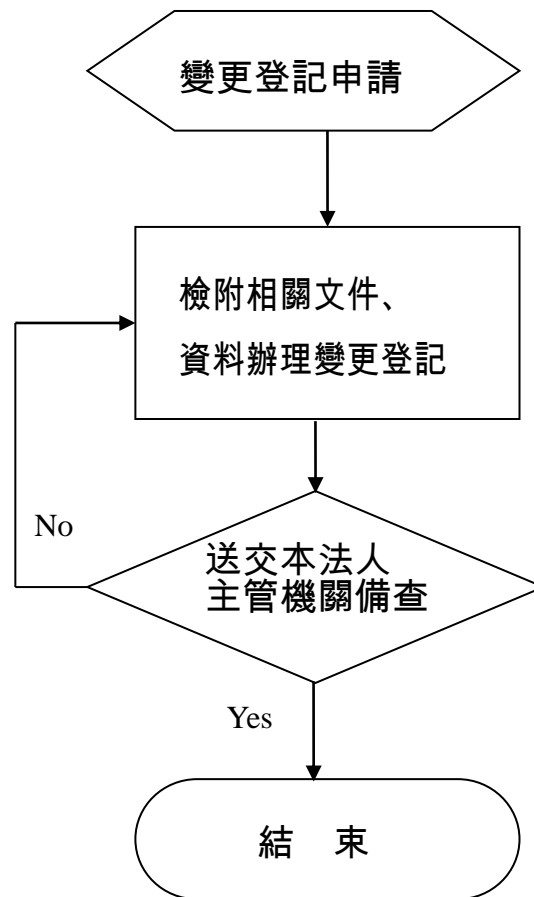 變更登記申請
檢附相關文件、
資料辦理變更登記
No
送交本法人
主管機關備查
Yes
結　束